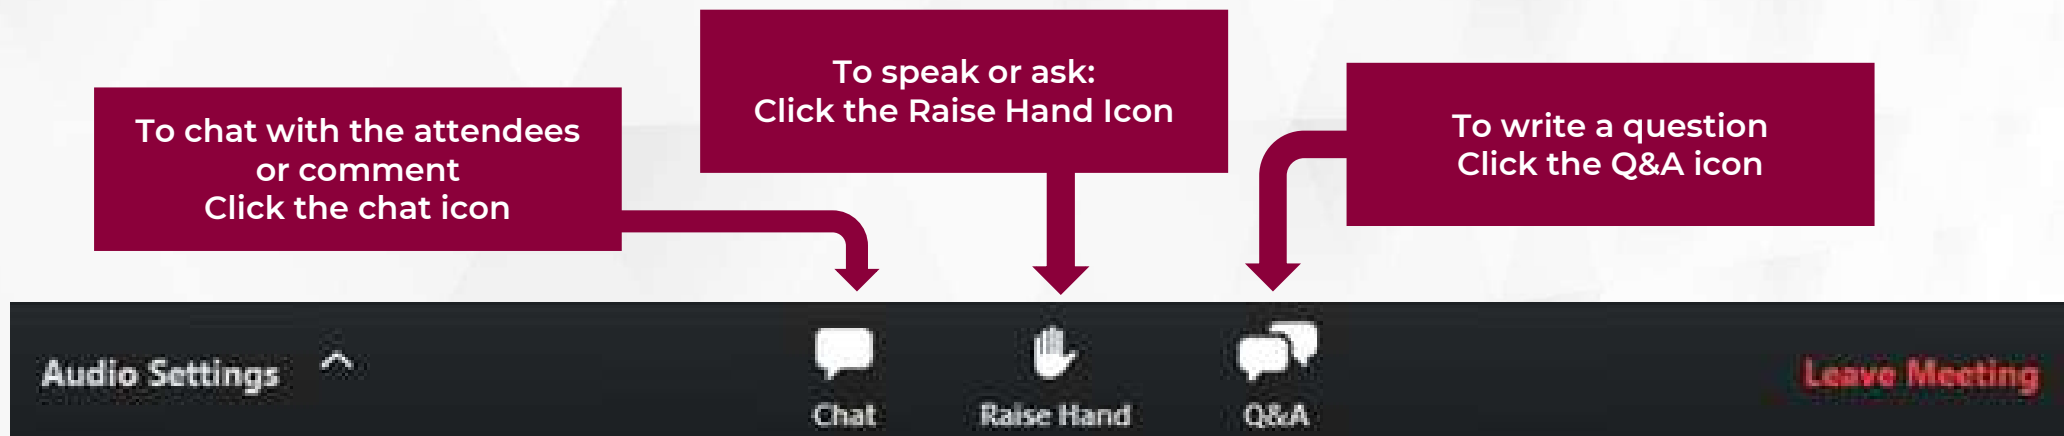 To speak or ask:
Click the Raise Hand Icon
To chat with the attendees
or comment
Click the chat icon
To write a question
Click the Q&A icon
Audio Settings
Chat
Raise Hand
Q&A
Leave Meeting